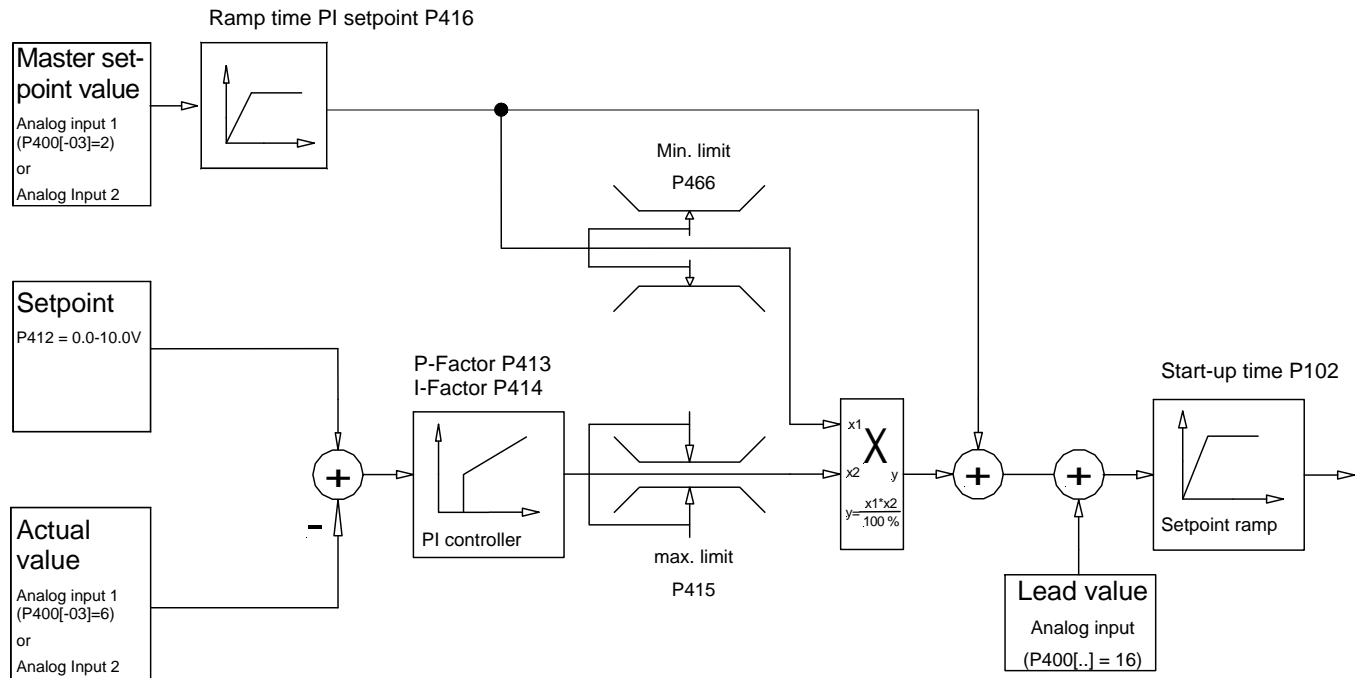 Ramp time PI setpoint P416
Master set-
point value
Analog input 1
(P400[-03]=2)
or
Analog Input 2
Min. limit
P466
Setpoint
P412 = 0.0-10.0V
P-Factor P413
I-Factor P414
+
-
PI controller
Actual
value
Analog input 1
(P400[-03]=6)
or
Analog Input 2
max. limit
P415
x1
X
x2
y
y=x1*x2
100 %
+
+
Start-up time P102
Setpoint ramp
Lead value
Analog input
(P400[..] = 16)